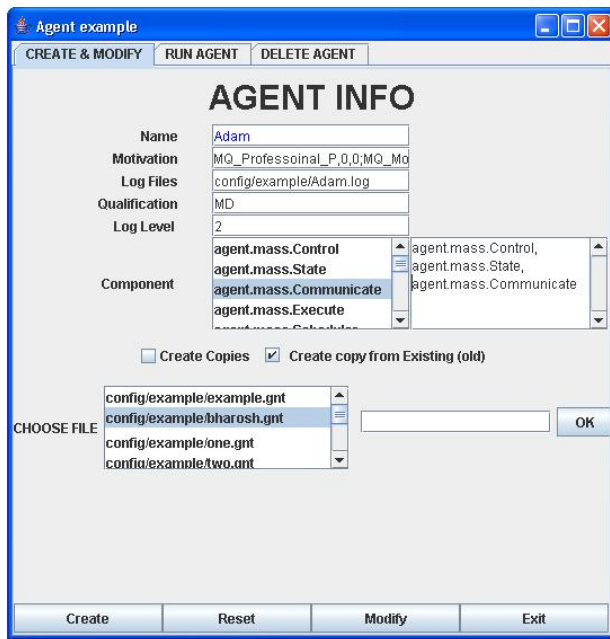 Agent example
CREATE & MODIFY RUN AGENT DELETE AGENT
AGENT INFO
Name Adam
Motivation MQ_Professoinal_P,0,0;MQ_Mo
Log Files config/example/Adam.log
Qualification MD
Log Level 2
Component
agent.mass.Control
agent.mass.State
agent.mass.Communicate
agent.mass.Execute
agent.mass.Scheduler
agent.mass.Control,
agent.mass.State,
agent.mass.Communicate
Create Copies Create copy from Existing (old)
CHOOSE FILE
config/example/example.gnt
config/example/bharosh.gnt
config/example/one.gnt
config/example/two.gnt
OK
Create Reset Modify Exit